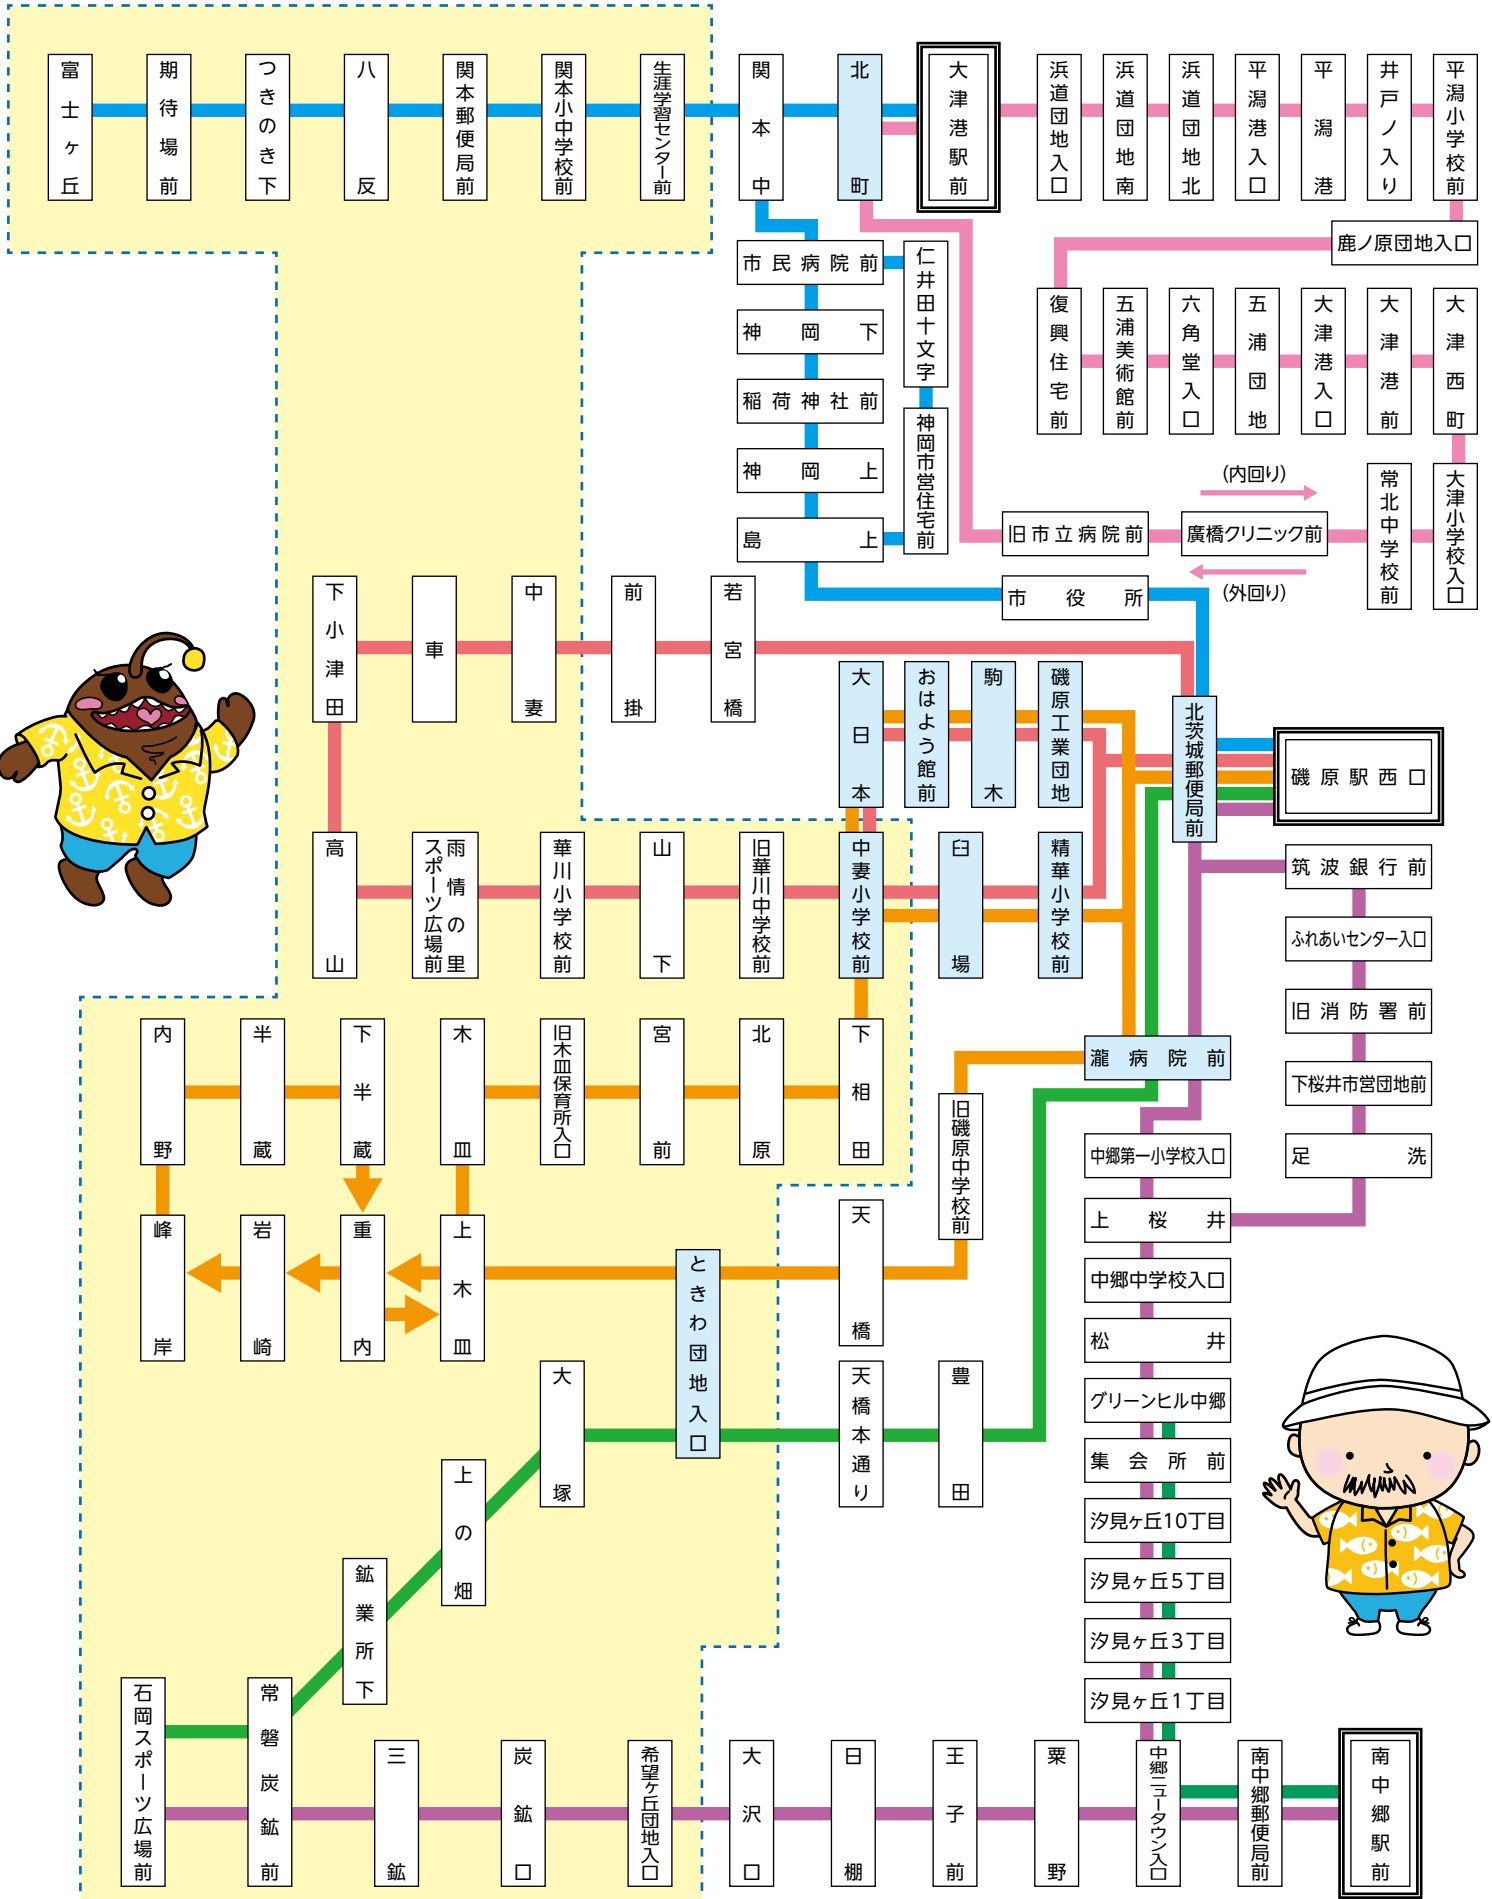 富士ヶ丘
期待場前
つきのき下
八反
関本郵便局前
関本小中学校前
生涯学習センター前
関本中
北町
大津港駅前
浜道団地入口
浜道団地南
浜道団地北
平潟港入口
平潟港
井戸ノ入り
平潟小学校前
鹿ノ原団地入口
市民病院前
仁井田十文字
神岡下
稲荷神社前
神岡上
神岡市営住宅前
島上
復興住宅前
五浦美術館前
六角堂入口
五浦団地
大津港入口
大津港前
大津西町
(内回り)
旧市立病院前
廣橋クリニック前
常北中学校前
大津小学校入口
(外回り)
市役所
下小津田
車
中妻
前掛
若宮橋
大日本
おはよう館前
駒木
磯原工業団地
北茨城郵便局前
磯原駅西口
高山
雨情の里
スポーツ広場前
華川小学校前
山下
旧華川中学校前
中妻小学校前
臼場
精華小学校前
筑波銀行前
ふれあいセンター入口
旧消防署前
下桜井市営団地前
足洗
内野
半蔵
下半蔵
木皿
旧木皿保育所入口
宮前
北原
下相田
瀧病院前
旧磯原中学校前
中郷第一小学校入口
上桜井
中郷中学校入口
松井
グリーンヒル中郷
集会所前
汐見ヶ丘10丁目
汐見ヶ丘5丁目
汐見ヶ丘3丁目
汐見ヶ丘1丁目
峰岸
岩崎
重内
上木皿
ときわ団地入口
天橋
大塚
天橋本通り
豊田
上の畑
鉱業所下
石岡スポーツ広場前
常磐炭鉱前
三鉱
炭鉱口
希望ヶ丘団地入口
大沢口
日棚
王子前
粟野
中郷ニュータウン入口
南中郷郵便局前
南中郷駅前